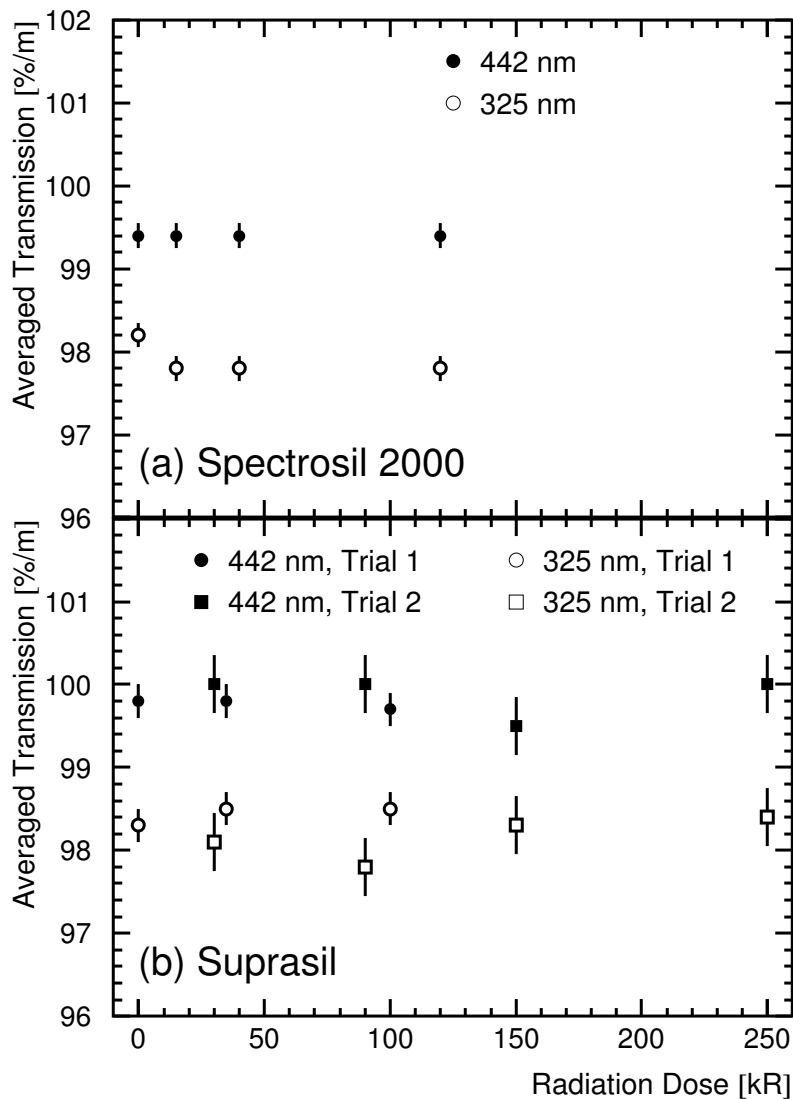 102
101
100
99
98
97
96
Averaged Transmission [%/m]
442 nm
325 nm
(a) Spectrosil 2000
101
100
99
98
97
96
Averaged Transmission [%/m]
442 nm, Trial 1
325 nm, Trial 1
442 nm, Trial 2
325 nm, Trial 2
(b) Suprasil
0 50 100 150 200 250
Radiation Dose [kR]